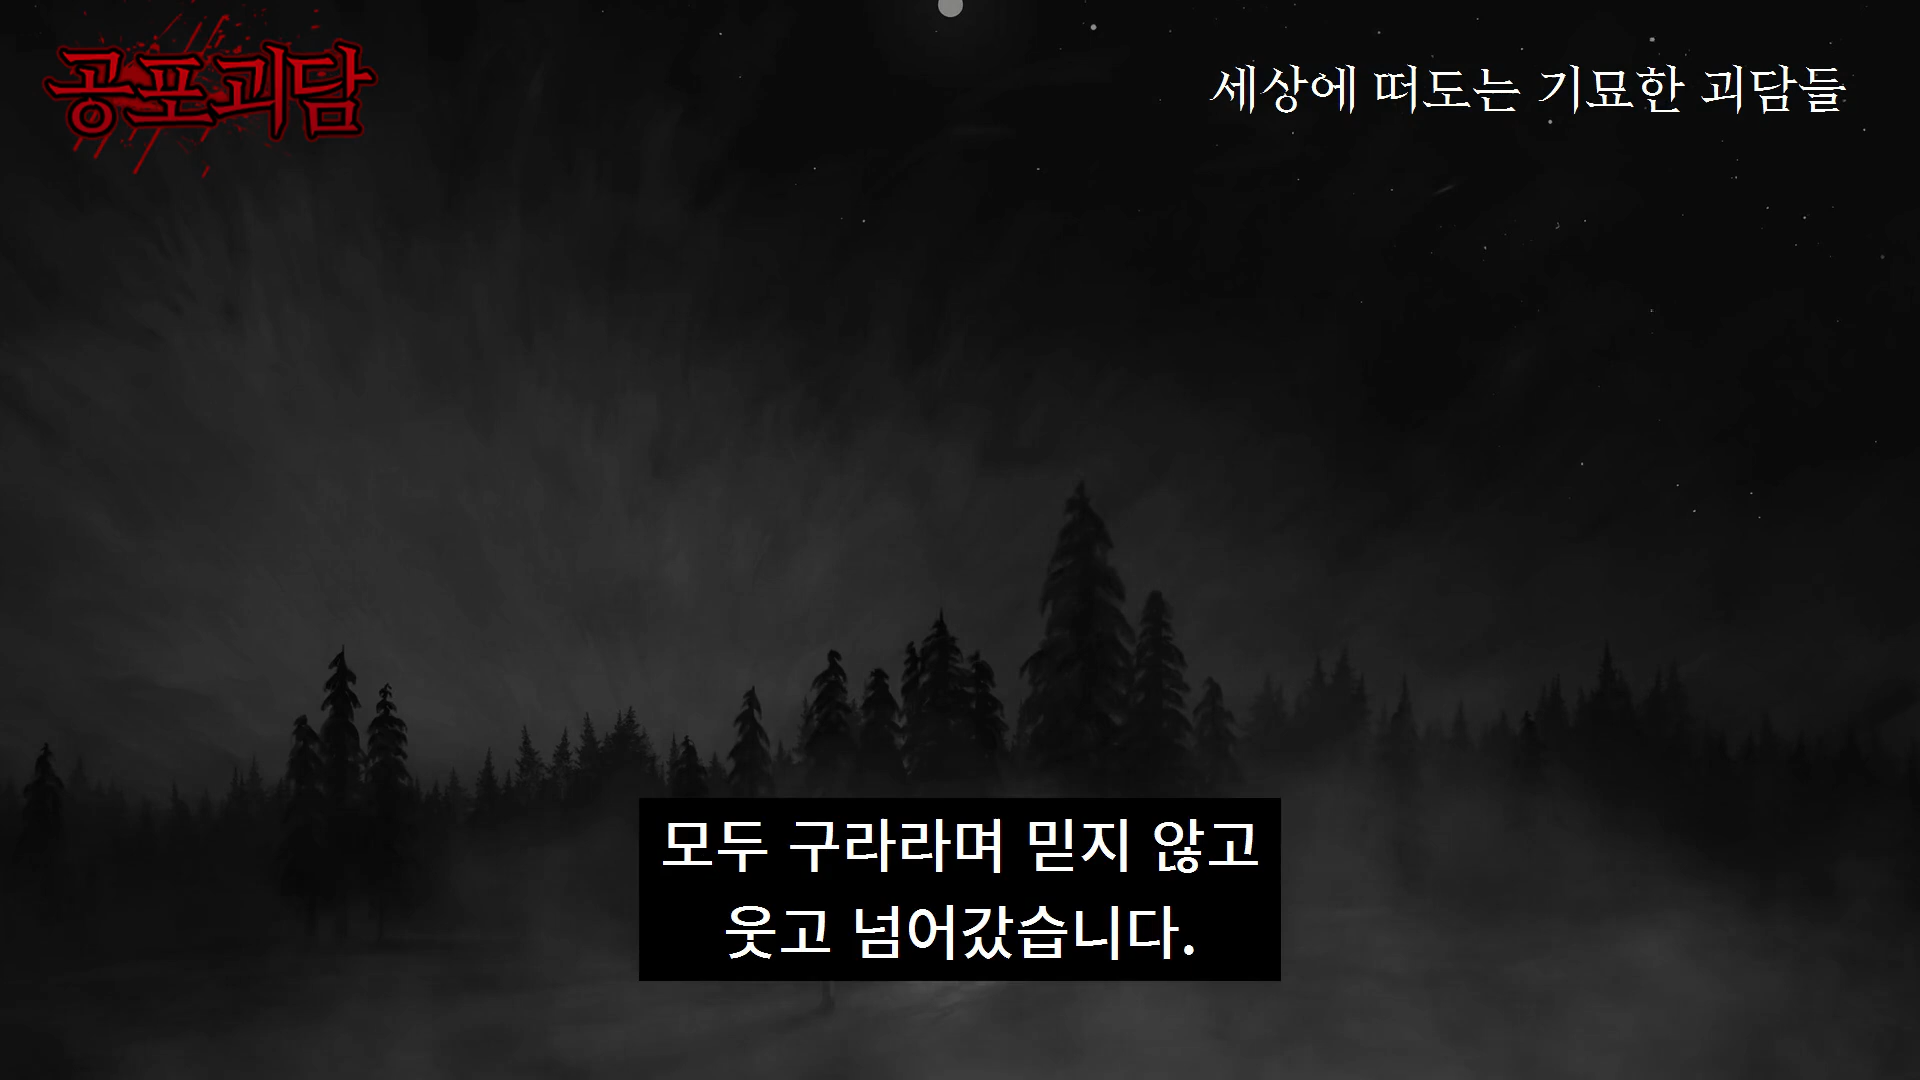 공포괴담
세상에 떠도는 기묘한 괴담들
모두 구라라며 믿지 않고
웃고 넘어갔습니다.